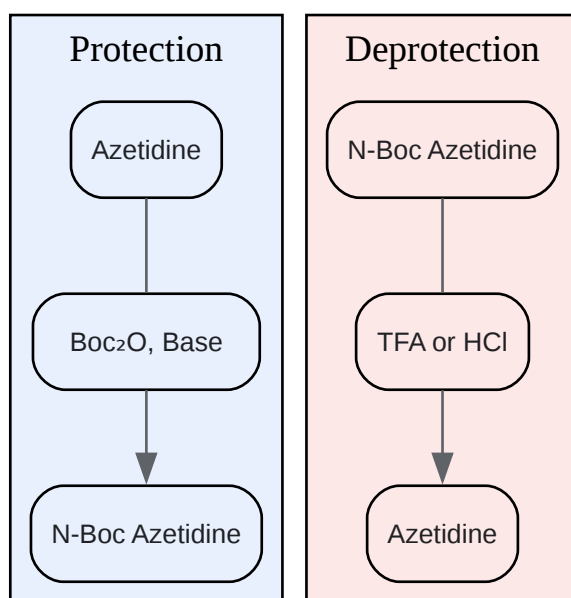 Protection
Azetidine
Boc₂O, Base
N-Boc Azetidine
Deprotection
N-Boc Azetidine
TFA or HCl
Azetidine